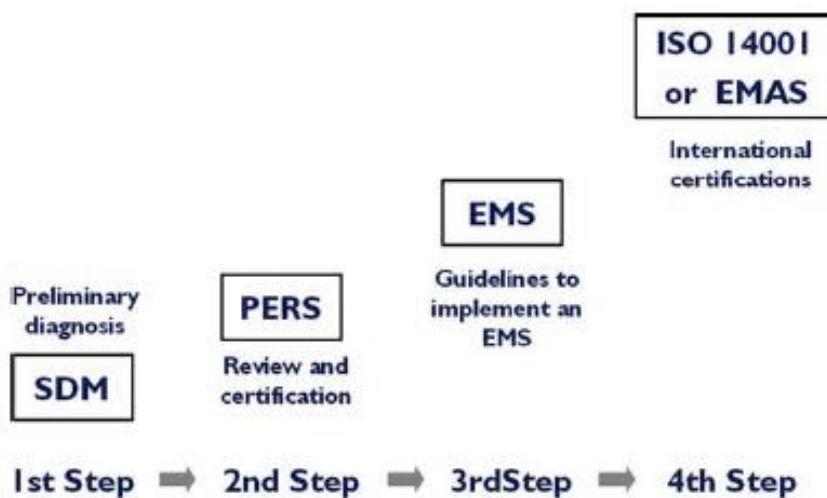 ISO 14001
or EMAS
International
certifications
EMS
Guidelines to
implement an
EMS
PERS
Review and
certification
Preliminary
diagnosis
SDM
1st Step
2nd Step
3rdStep
4th Step